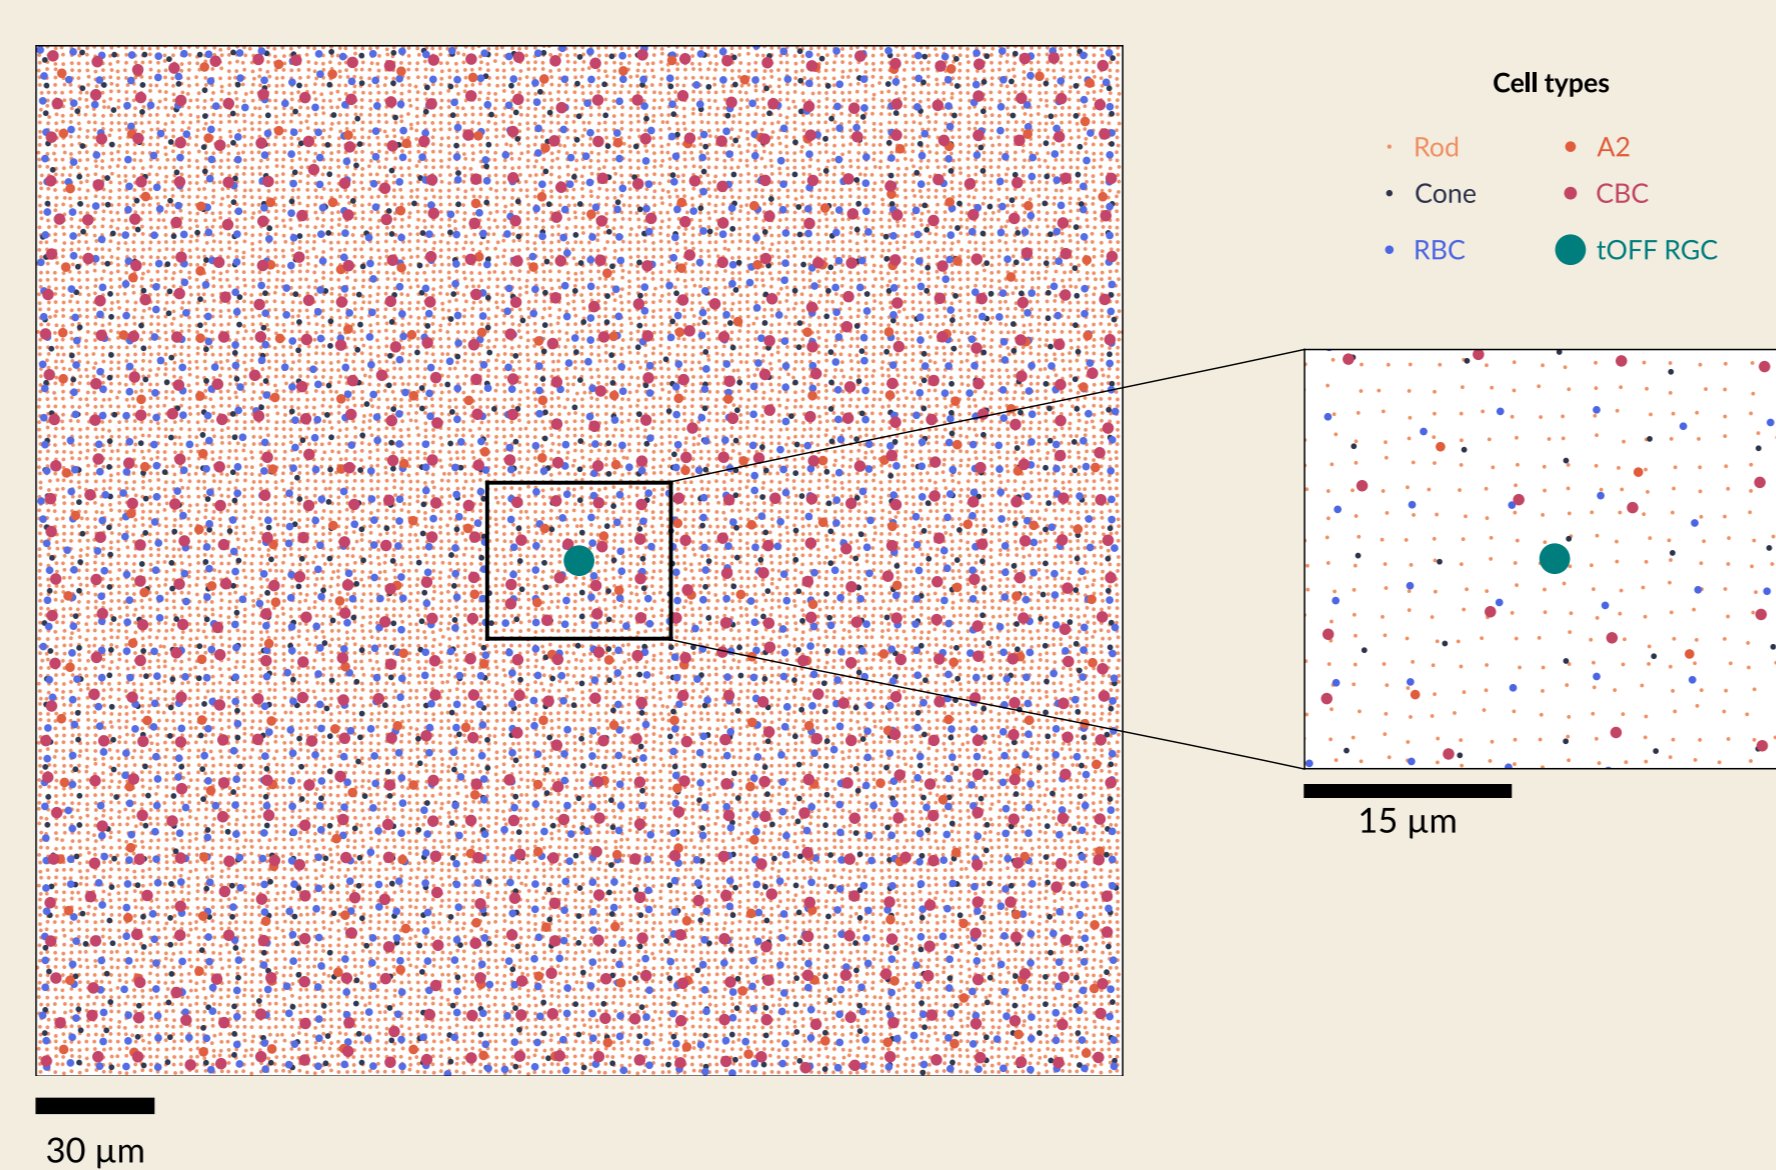 Cell types
Rod
A2
Cone
CBC
RBC
tOFF RGC
15 µm
30 µm